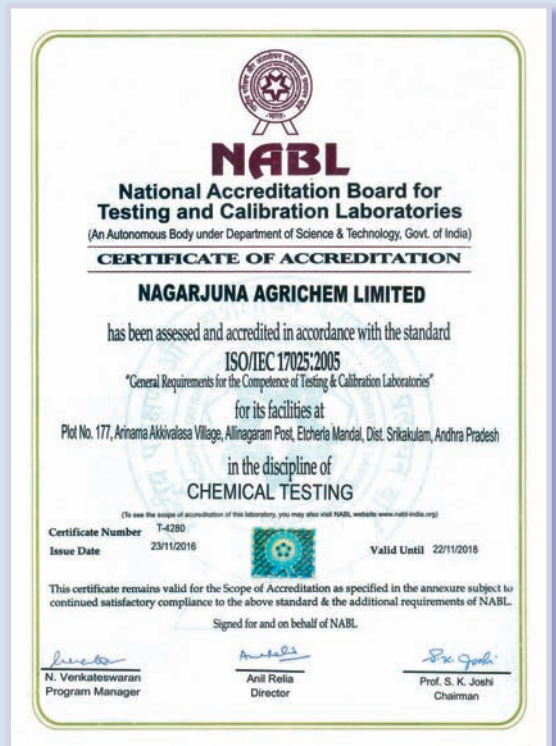 NABL
National Accreditation Board for
Testing and Calibration Laboratories
(An Autonomous Body under Department of Science & Technology, Govt. of India)
CERTIFICATE OF ACCREDITATION
NAGARJUNA AGRICHEM LIMITED
has been assessed and accredited in accordance with the standard
ISO/IEC 17025:2005
"General Requirements for the Competence of Testing & Calibration Laboratories"
for its facilities at
Plot No. 177, Arinama Akkivalasa Village, Allinagaram Post, Etcherla Mandal, Dist. Srikakulam, Andhra Pradesh
in the discipline of
CHEMICAL TESTING
(To see the scope of accreditation of this laboratory, you may also visit NABL website www.nabl-india.org)
Certificate Number T-4280
Issue Date 23/11/2016 Valid Until 22/11/2018
This certificate remains valid for the Scope of Accreditation as specified in the annexure subject to
continued satisfactory compliance to the above standard & the additional requirements of NABL.
Signed for and on behalf of NABL
N. Venkateswaran Anil Relia Prof. S. K. Joshi
Program Manager Director Chairman